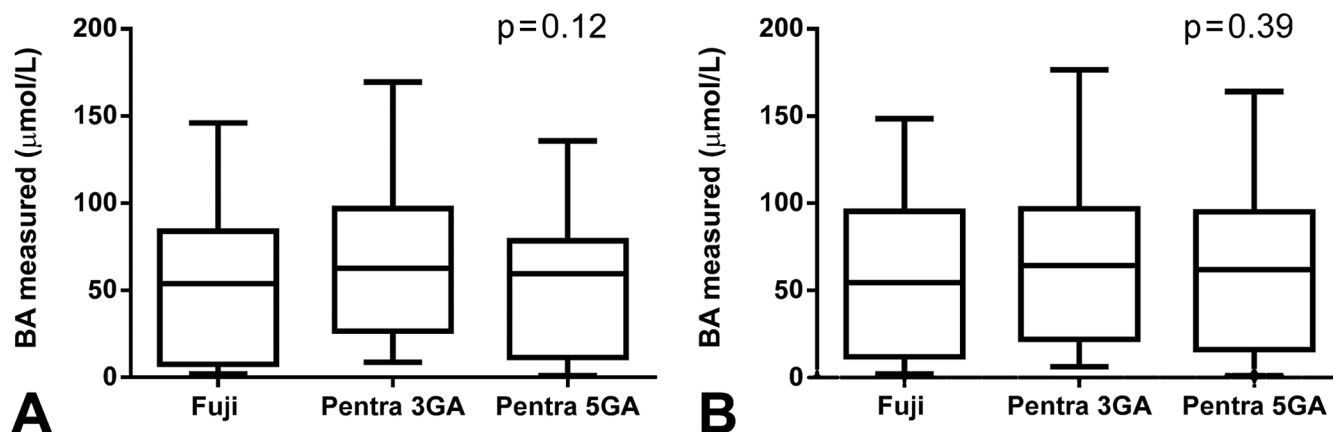 p=0.12
BA measured (μmol/L)
200
150
100
50
0
Fuji Pentra 3GA Pentra 5GA
A
p=0.39
BA measured (μmol/L)
200
150
100
50
0
Fuji Pentra 3GA Pentra 5GA
B